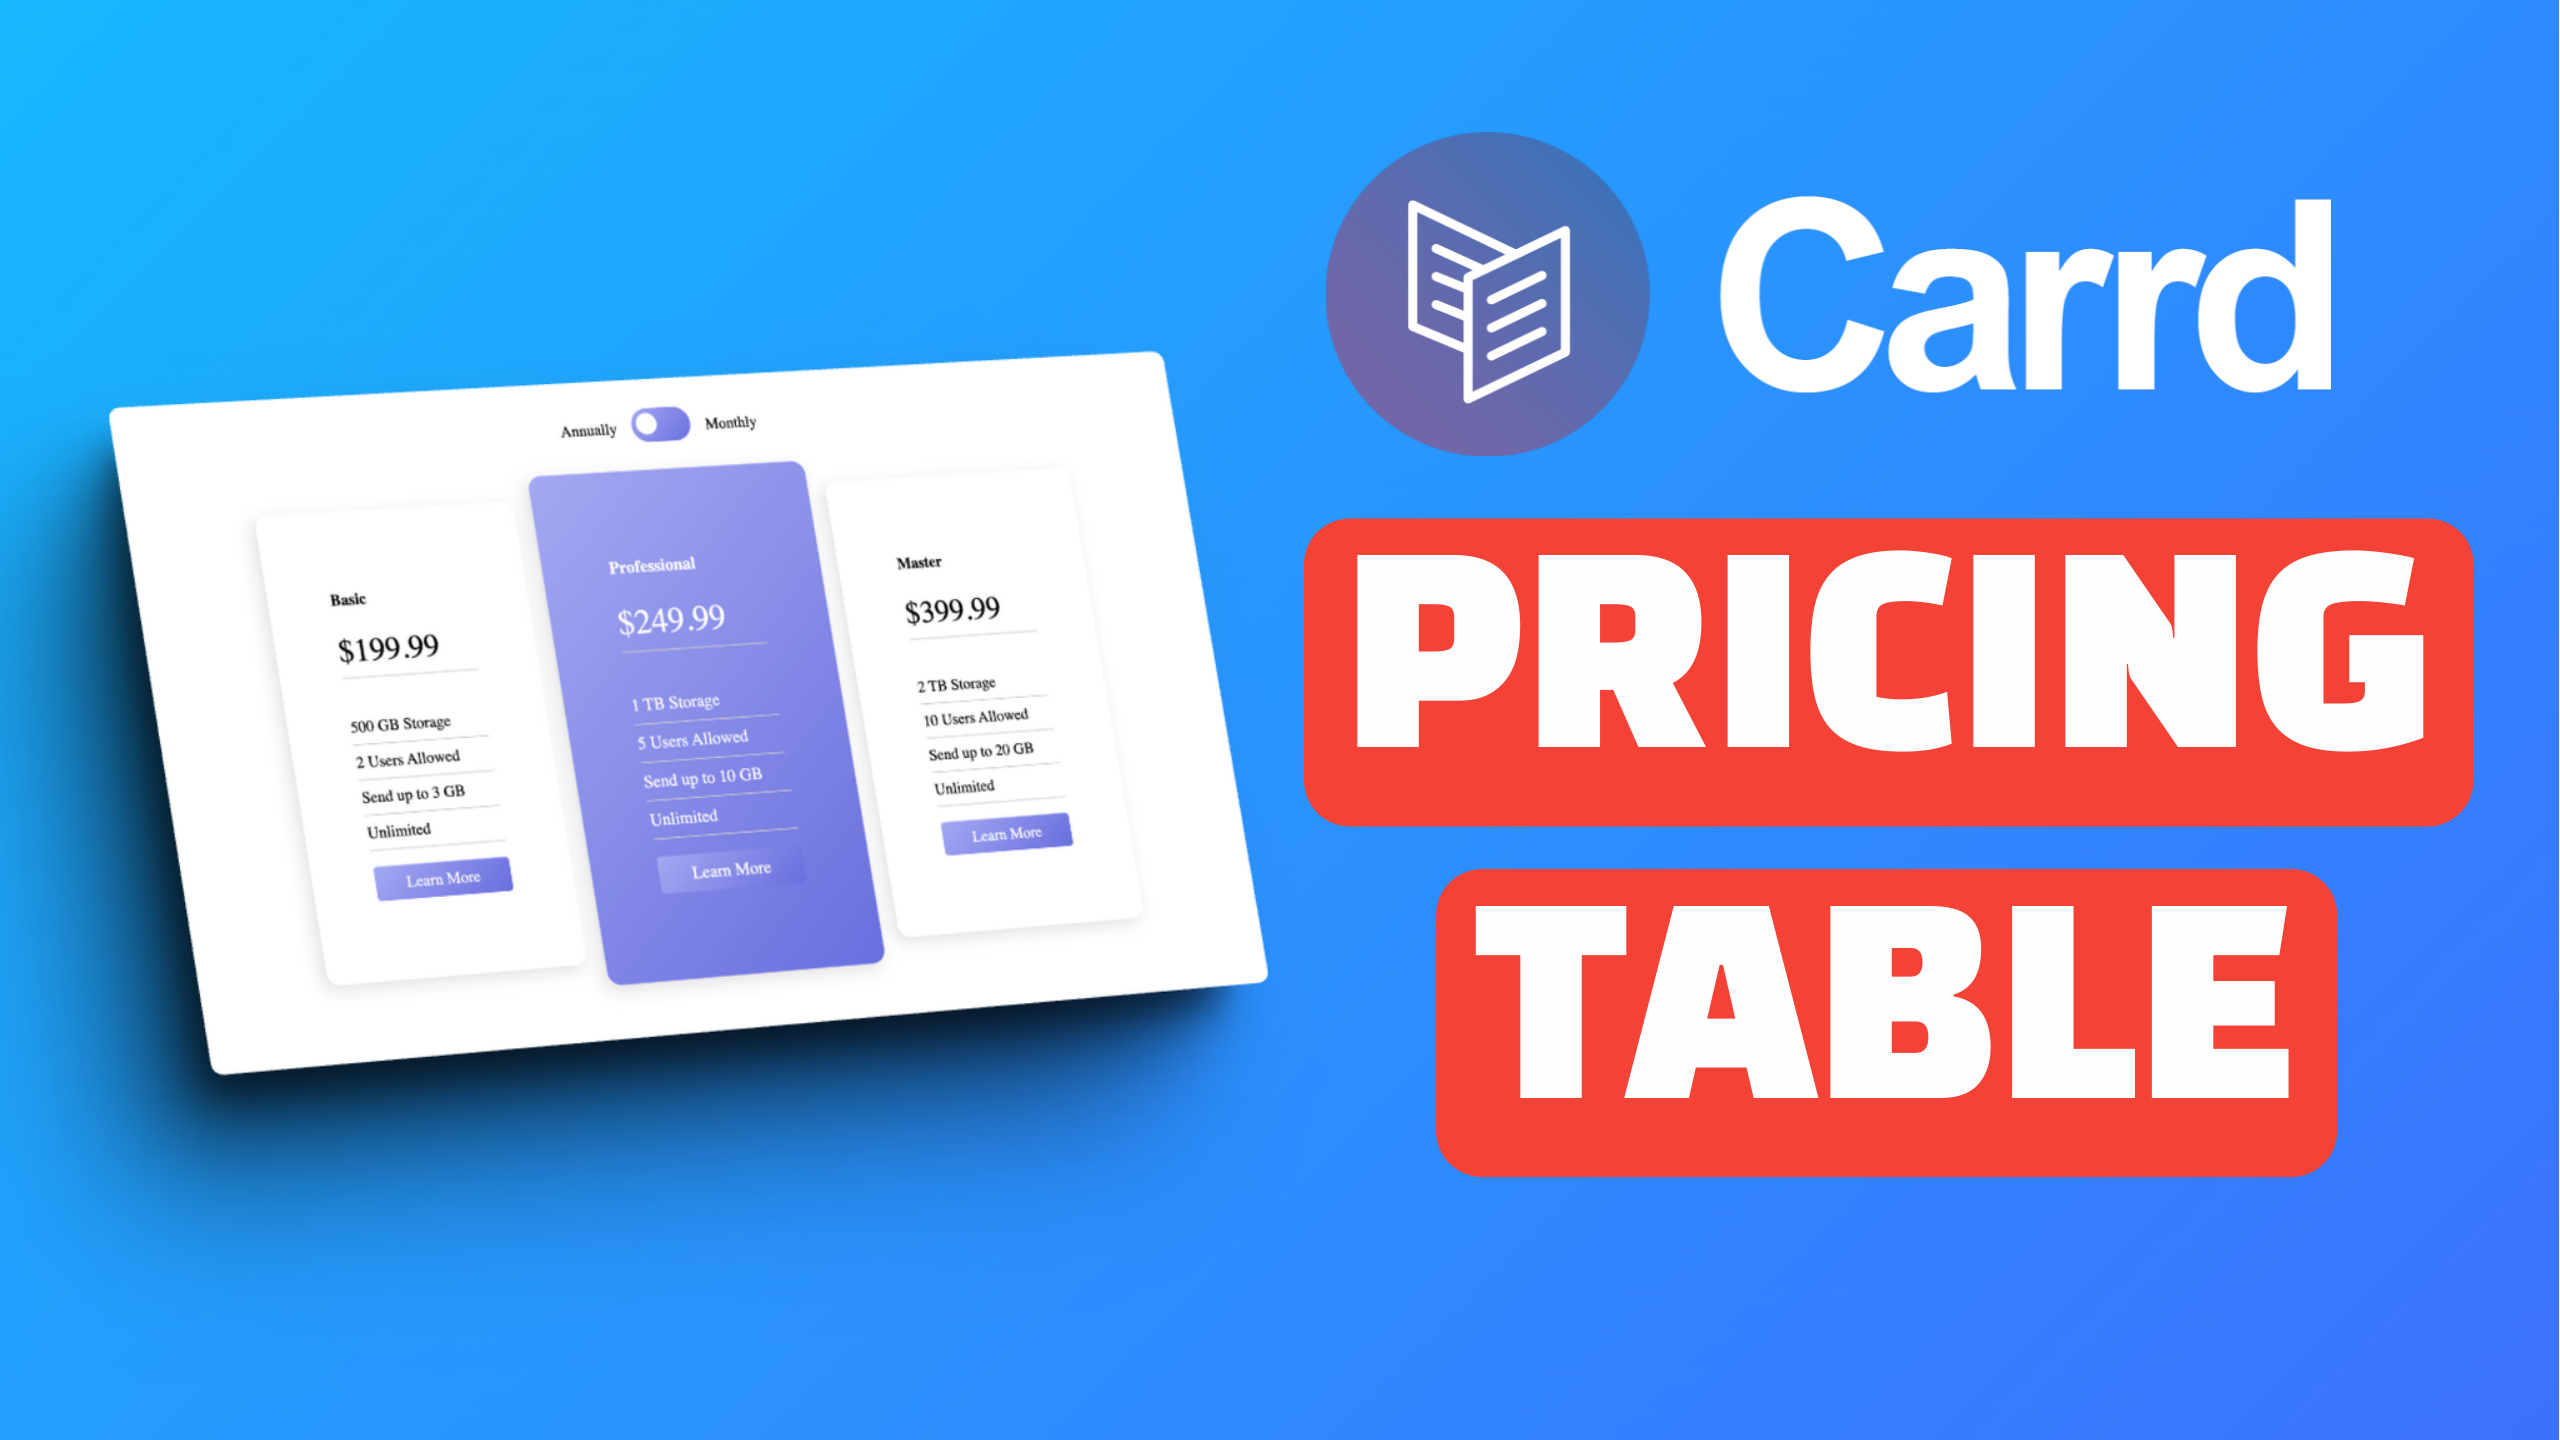 Annually Monthly
Basic
$199.99
500 GB Storage
2 Users Allowed
Send up to 3 GB
Unlimited
Learn More
Professional
$249.99
1 TB Storage
5 Users Allowed
Send up to 10 GB
Unlimited
Learn More
Master
$399.99
2 TB Storage
10 Users Allowed
Send up to 20 GB
Unlimited
Learn More
Carrd
PRICING
TABLE